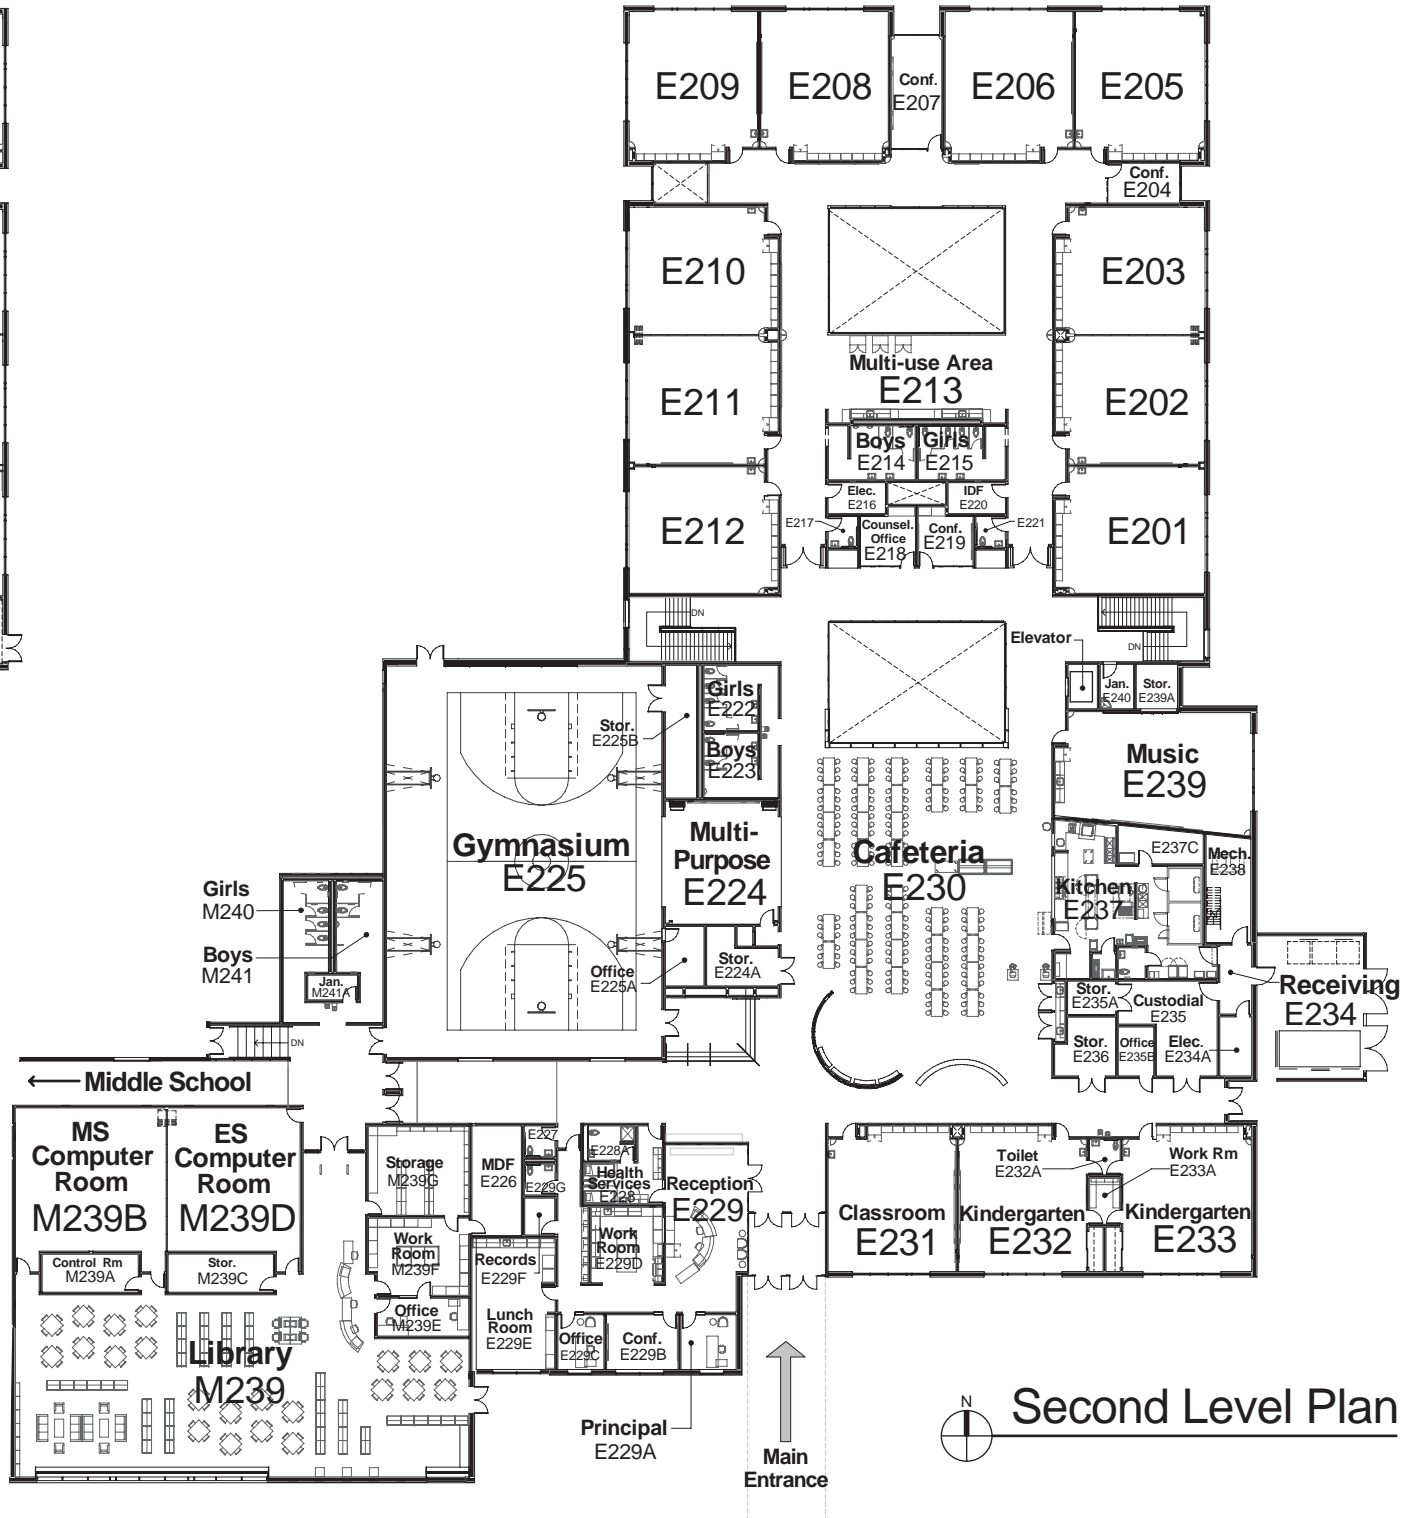 E209
E208
Conf.
E207
E206
E205
Conf.
E204
E210
E203
Multi-use Area
E213
E211
E202
Boys
E214
Girls
E215
Elec.
E216
IDF
E220
E217
Counsel.
Office
E218
Conf.
E219
E221
E212
E201
DN
DN
Elevator
Jan.
E240
Stor.
E239A
Girls
E222
Stor.
E225B
Boys
E223
Music
E239
Gymnasium
E225
Multi-
Purpose
E224
Cafeteria
E230
E237C
Mech.
E238
Kitchen
E237
Girls
M240
Boys
M241
Jan.
M241A
Office
E225A
Stor.
E224A
Stor.
E235A
Custodial
E235
Receiving
E234
Stor.
E236
Office
E235B
Elec.
E234A
DN
Middle School
MS
Computer
Room
M239B
ES
Computer
Room
M239D
Storage
M239G
MDF
E226
E227
E229G
E228A
Health
Services
E228
Reception
E229
Toilet
E232A
Work Rm
E233A
Classroom
E231
Kindergarten
E232
Kindergarten
E233
Control Rm
M239A
Stor.
M239C
Work
Room
M239F
Records
E229F
Work
Room
E229D
Office
M239E
Lunch
Room
E229E
Office
E229C
Conf.
E229B
Library
M239
Principal
E229A
Main
Entrance
N
Second Level Plan